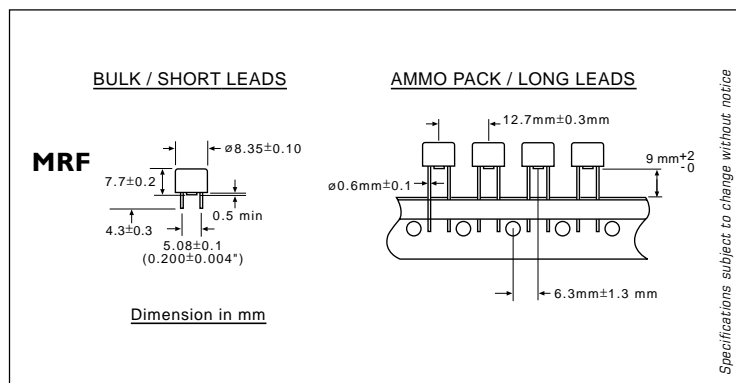 BULK / SHORT LEADS
AMMO PACK / LONG LEADS
MRF
ø8.35±0.10
7.7±0.2
0.5 min
4.3±0.3
5.08±0.1
(0.200±0.004")
Dimension in mm
12.7mm±0.3mm
9 mm+2
-0
ø0.6mm±0.1
6.3mm±1.3 mm
Specifications subject to change without notice